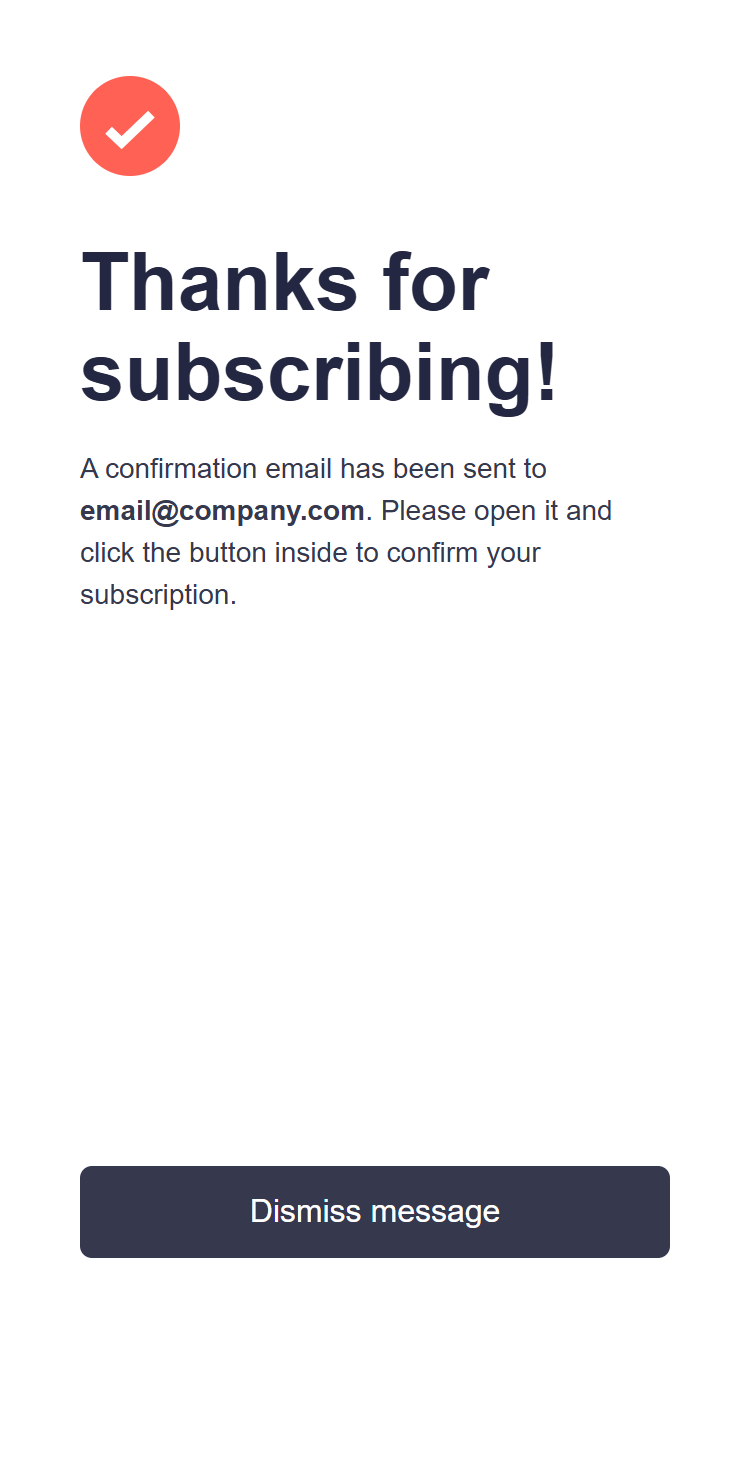 Thanks for
subscribing!
A confirmation email has been sent to
email@company.com. Please open it and
click the button inside to confirm your
subscription.
Dismiss message